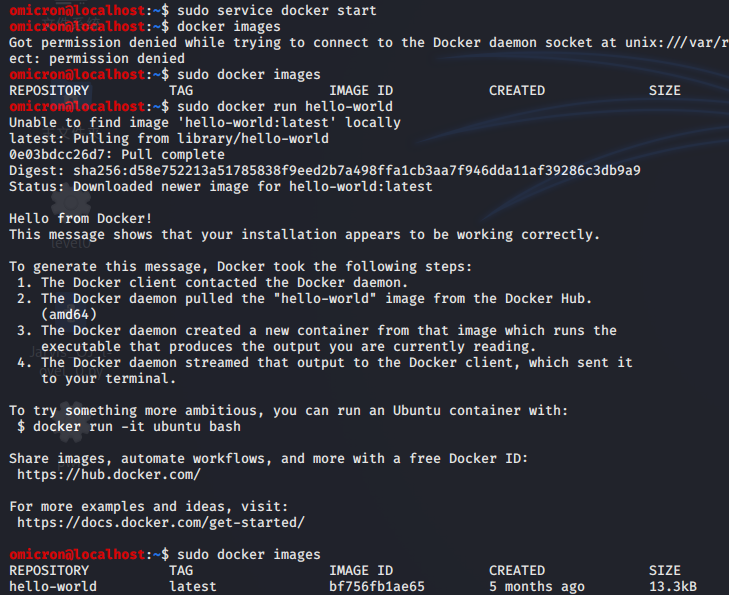 omicron@localhost:~$ sudo service docker start
omicron@localhost:~$ docker images
Got permission denied while trying to connect to the Docker daemon socket at unix:///var/r
ect: permission denied
omicron@localhost:~$ sudo docker images
REPOSITORY TAG IMAGE ID CREATED SIZE
omicron@localhost:~$ sudo docker run hello-world
Unable to find image 'hello-world:latest' locally
latest: Pulling from library/hello-world
0e03bdcc26d7: Pull complete
Digest: sha256:d58e752213a51785838f9eed2b7a498ffa1cb3aa7f946dda11af39286c3db9a9
Status: Downloaded newer image for hello-world:latest
Hello from Docker!
This message shows that your installation appears to be working correctly.
To generate this message, Docker took the following steps:
1. The Docker client contacted the Docker daemon.
2. The Docker daemon pulled the "hello-world" image from the Docker Hub.
(amd64)
3. The Docker daemon created a new container from that image which runs the
executable that produces the output you are currently reading.
4. The Docker daemon streamed that output to the Docker client, which sent it
to your terminal.
To try something more ambitious, you can run an Ubuntu container with:
$ docker run -it ubuntu bash
Share images, automate workflows, and more with a free Docker ID:
https://hub.docker.com/
For more examples and ideas, visit:
https://docs.docker.com/get-started/
omicron@localhost:~$ sudo docker images
REPOSITORY TAG IMAGE ID CREATED SIZE
hello-world latest bf756fb1ae65 5 months ago 13.3kB